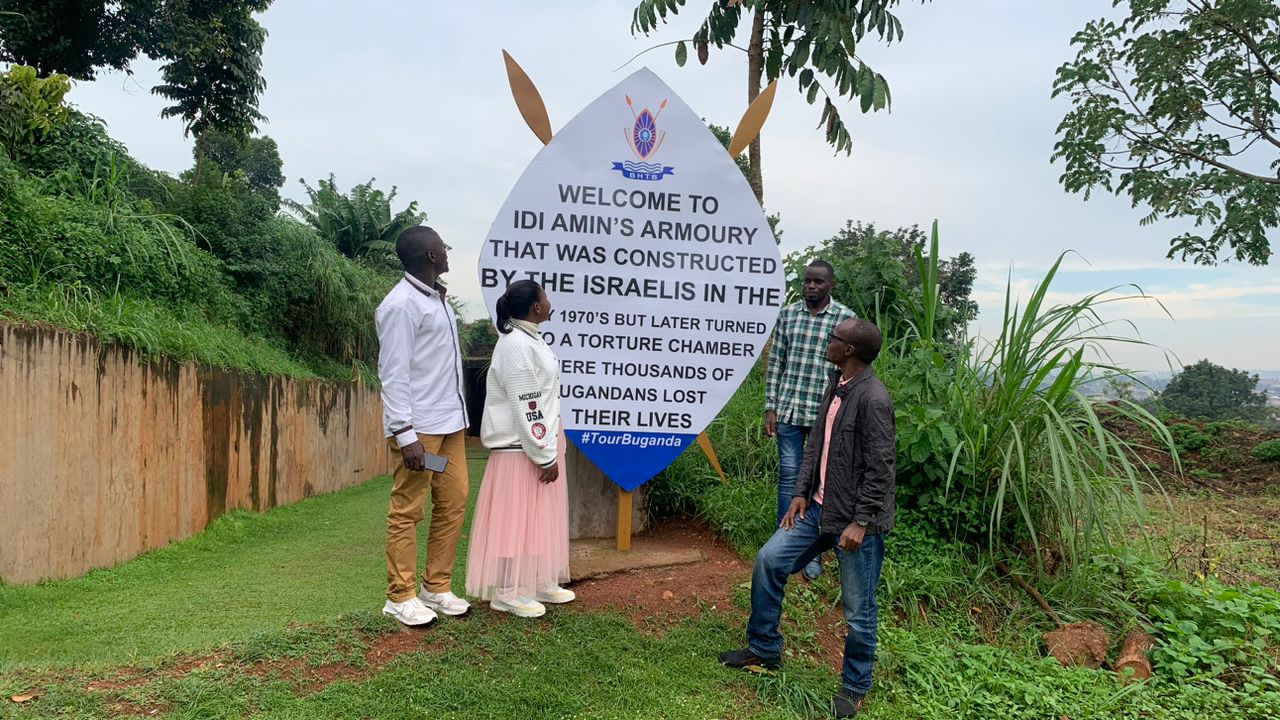 BHTB
WELCOME TO
IDI AMIN'S ARMOURY
THAT WAS CONSTRUCTED
BY THE ISRAELIS IN THE
Y 1970'S BUT LATER TURNED
O A TORTURE CHAMBER
ERE THOUSANDS OF
UGANDANS LOST
THEIR LIVES
#TourBuganda
MICHIGAN
USA